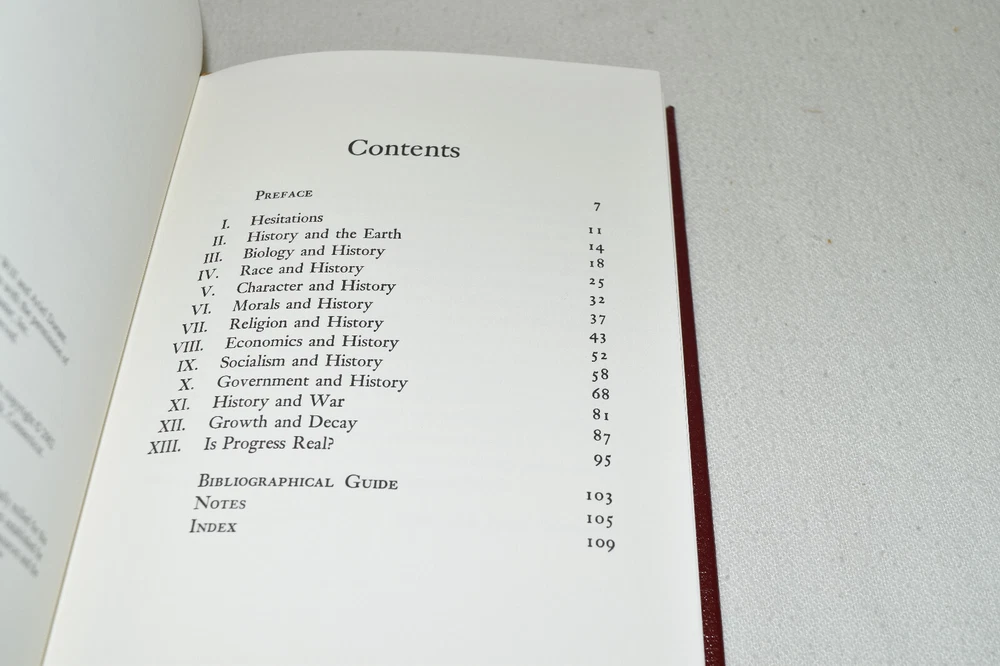 Contents
PREFACE 7
I. Hesitations 11
II. History and the Earth 14
III. Biology and History 18
IV. Race and History 25
V. Character and History 32
VI. Morals and History 37
VII. Religion and History 43
VIII. Economics and History 52
IX. Socialism and History 58
X. Government and History 68
XI. History and War 81
XII. Growth and Decay 87
XIII. Is Progress Real? 95
BIBLIOGRAPHICAL GUIDE 103
NOTES 105
INDEX 109